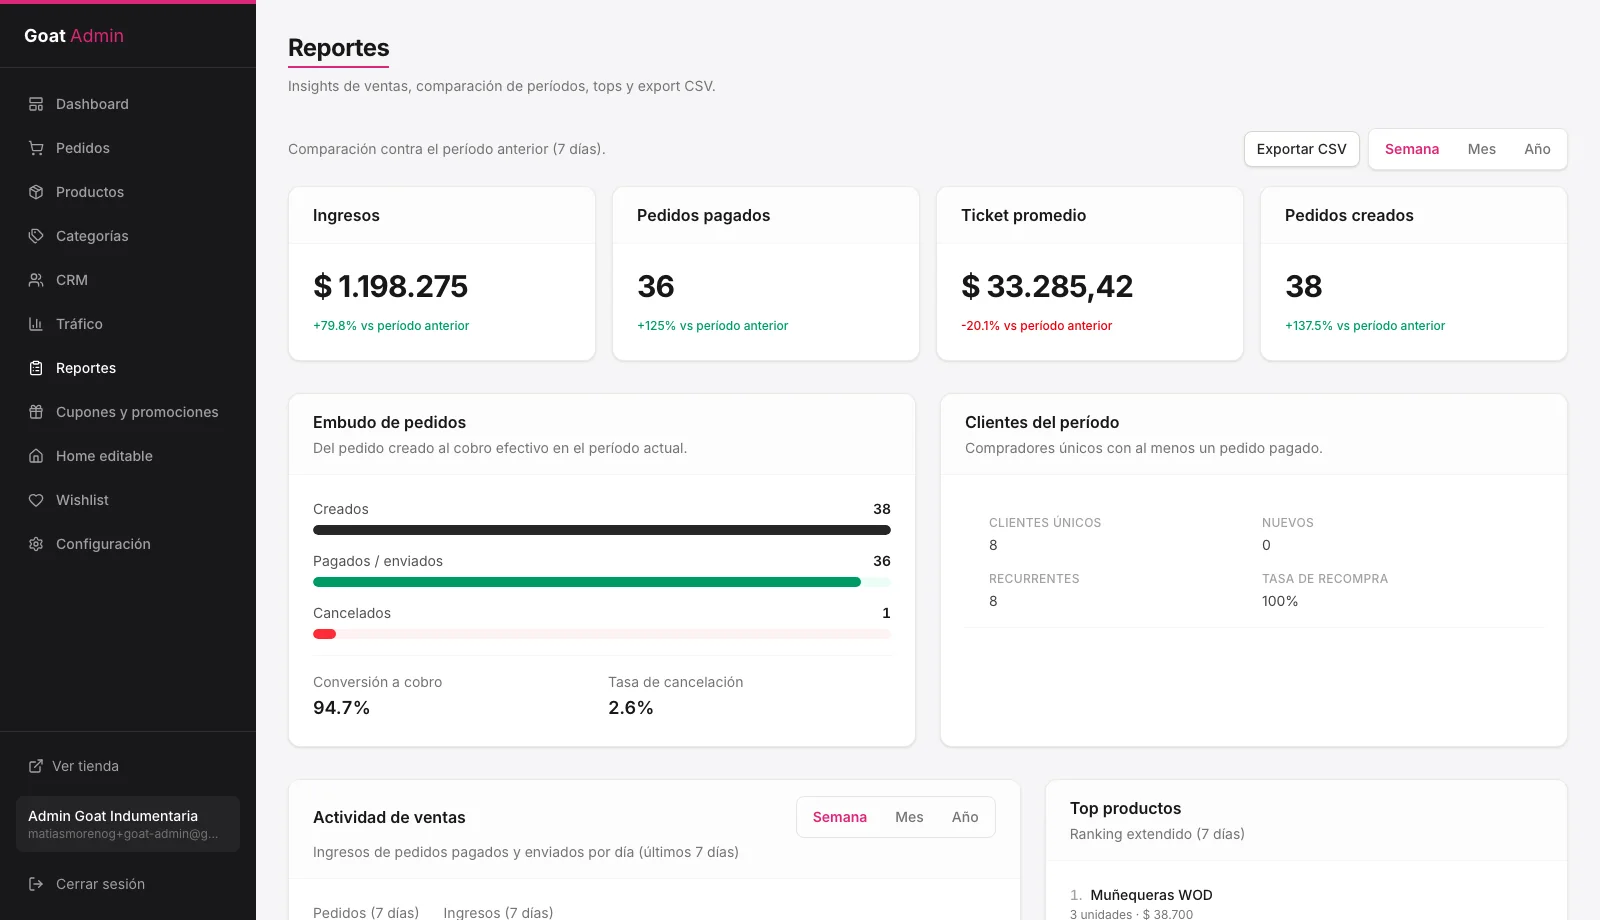 Goat Admin
Dashboard
Pedidos
Productos
Categorías
CRM
Tráfico
Reportes
Cupones y promociones
Home editable
Wishlist
Configuración
Ver tienda
Admin Goat Indumentaria
matiasmorenog+goat-admin@g...
Cerrar sesión
Reportes
Insights de ventas, comparación de períodos, tops y export CSV.
Comparación contra el período anterior (7 días).
Exportar CSV
Semana Mes Año
Ingresos
$ 1.198.275
+79.8% vs período anterior
Pedidos pagados
36
+125% vs período anterior
Ticket promedio
$ 33.285,42
-20.1% vs período anterior
Pedidos creados
38
+137.5% vs período anterior
Embudo de pedidos
Del pedido creado al cobro efectivo en el período actual.
Creados 38
Pagados / enviados 36
Cancelados 1
Conversión a cobro
94.7%
Tasa de cancelación
2.6%
Clientes del período
Compradores únicos con al menos un pedido pagado.
CLIENTES ÚNICOS
8
NUEVOS
0
RECURRENTES
8
TASA DE RECOMPRA
100%
Actividad de ventas
Semana Mes Año
Ingresos de pedidos pagados y enviados por día (últimos 7 días)
Pedidos (7 días) Ingresos (7 días)
Top productos
Ranking extendido (7 días)
1. Muñequeras WOD
3 unidades · $ 38.700